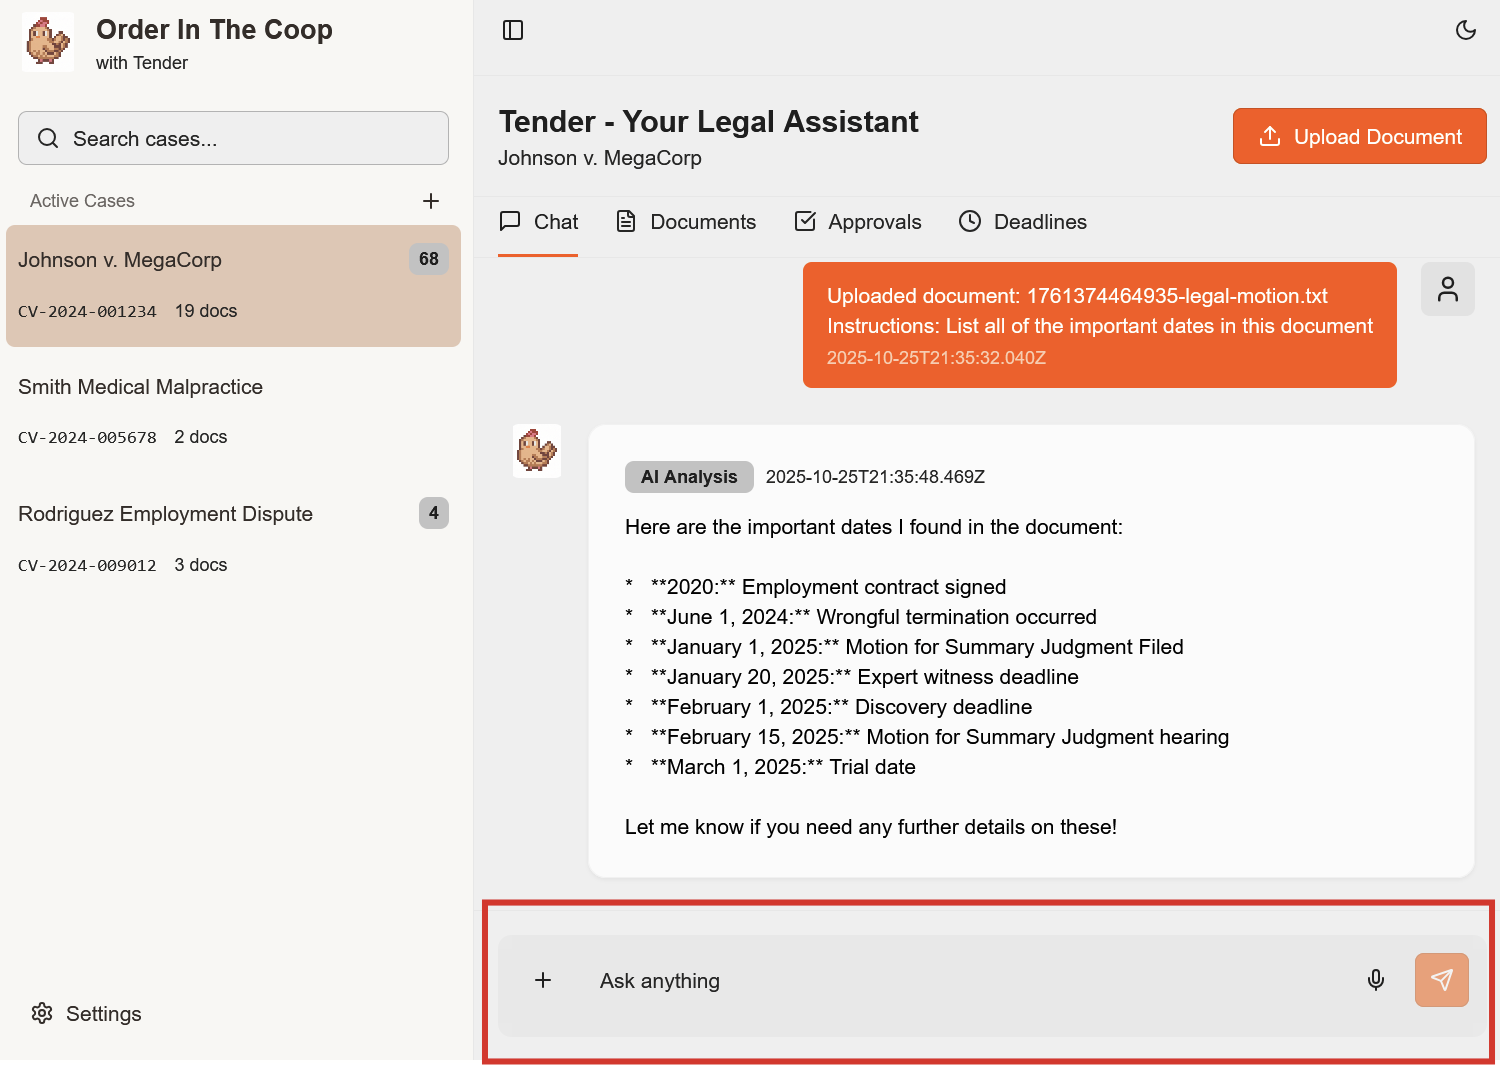 Order In The Coop
with Tender
Search cases...
Active Cases
Johnson v. MegaCorp
68
CV-2024-001234 19 docs
Smith Medical Malpractice
CV-2024-005678 2 docs
Rodriguez Employment Dispute
4
CV-2024-009012 3 docs
Settings
Tender - Your Legal Assistant
Johnson v. MegaCorp
Upload Document
Chat Documents Approvals Deadlines
Uploaded document: 1761374464935-legal-motion.txt
Instructions: List all of the important dates in this document
2025-10-25T21:35:32.040Z
AI Analysis 2025-10-25T21:35:48.469Z
Here are the important dates I found in the document:
* **2020:** Employment contract signed
* **June 1, 2024:** Wrongful termination occurred
* **January 1, 2025:** Motion for Summary Judgment Filed
* **January 20, 2025:** Expert witness deadline
* **February 1, 2025:** Discovery deadline
* **February 15, 2025:** Motion for Summary Judgment hearing
* **March 1, 2025:** Trial date
Let me know if you need any further details on these!
Ask anything